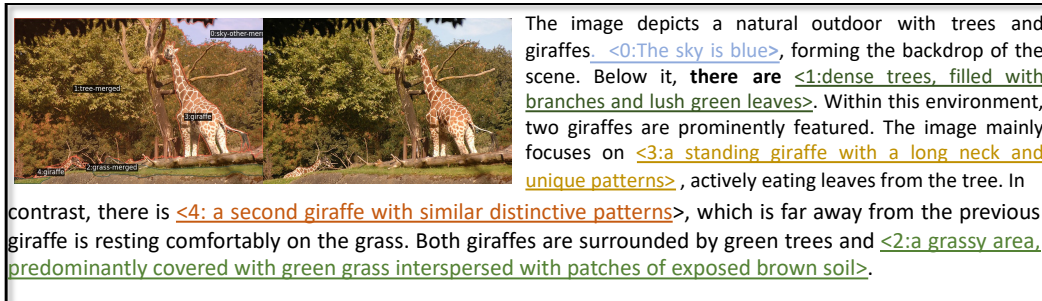 0:sky-other-mer
1:tree-merged
3:giraffe
2:grass-merged
4:giraffe
The image depicts a natural outdoor with trees and
giraffes. <0:The sky is blue>, forming the backdrop of the
scene. Below it, there are <1:dense trees, filled with
branches and lush green leaves>. Within this environment,
two giraffes are prominently featured. The image mainly
focuses on <3:a standing giraffe with a long neck and
unique patterns> , actively eating leaves from the tree. In
contrast, there is <4: a second giraffe with similar distinctive patterns>, which is far away from the previous
giraffe is resting comfortably on the grass. Both giraffes are surrounded by green trees and <2:a grassy area,
predominantly covered with green grass interspersed with patches of exposed brown soil>.